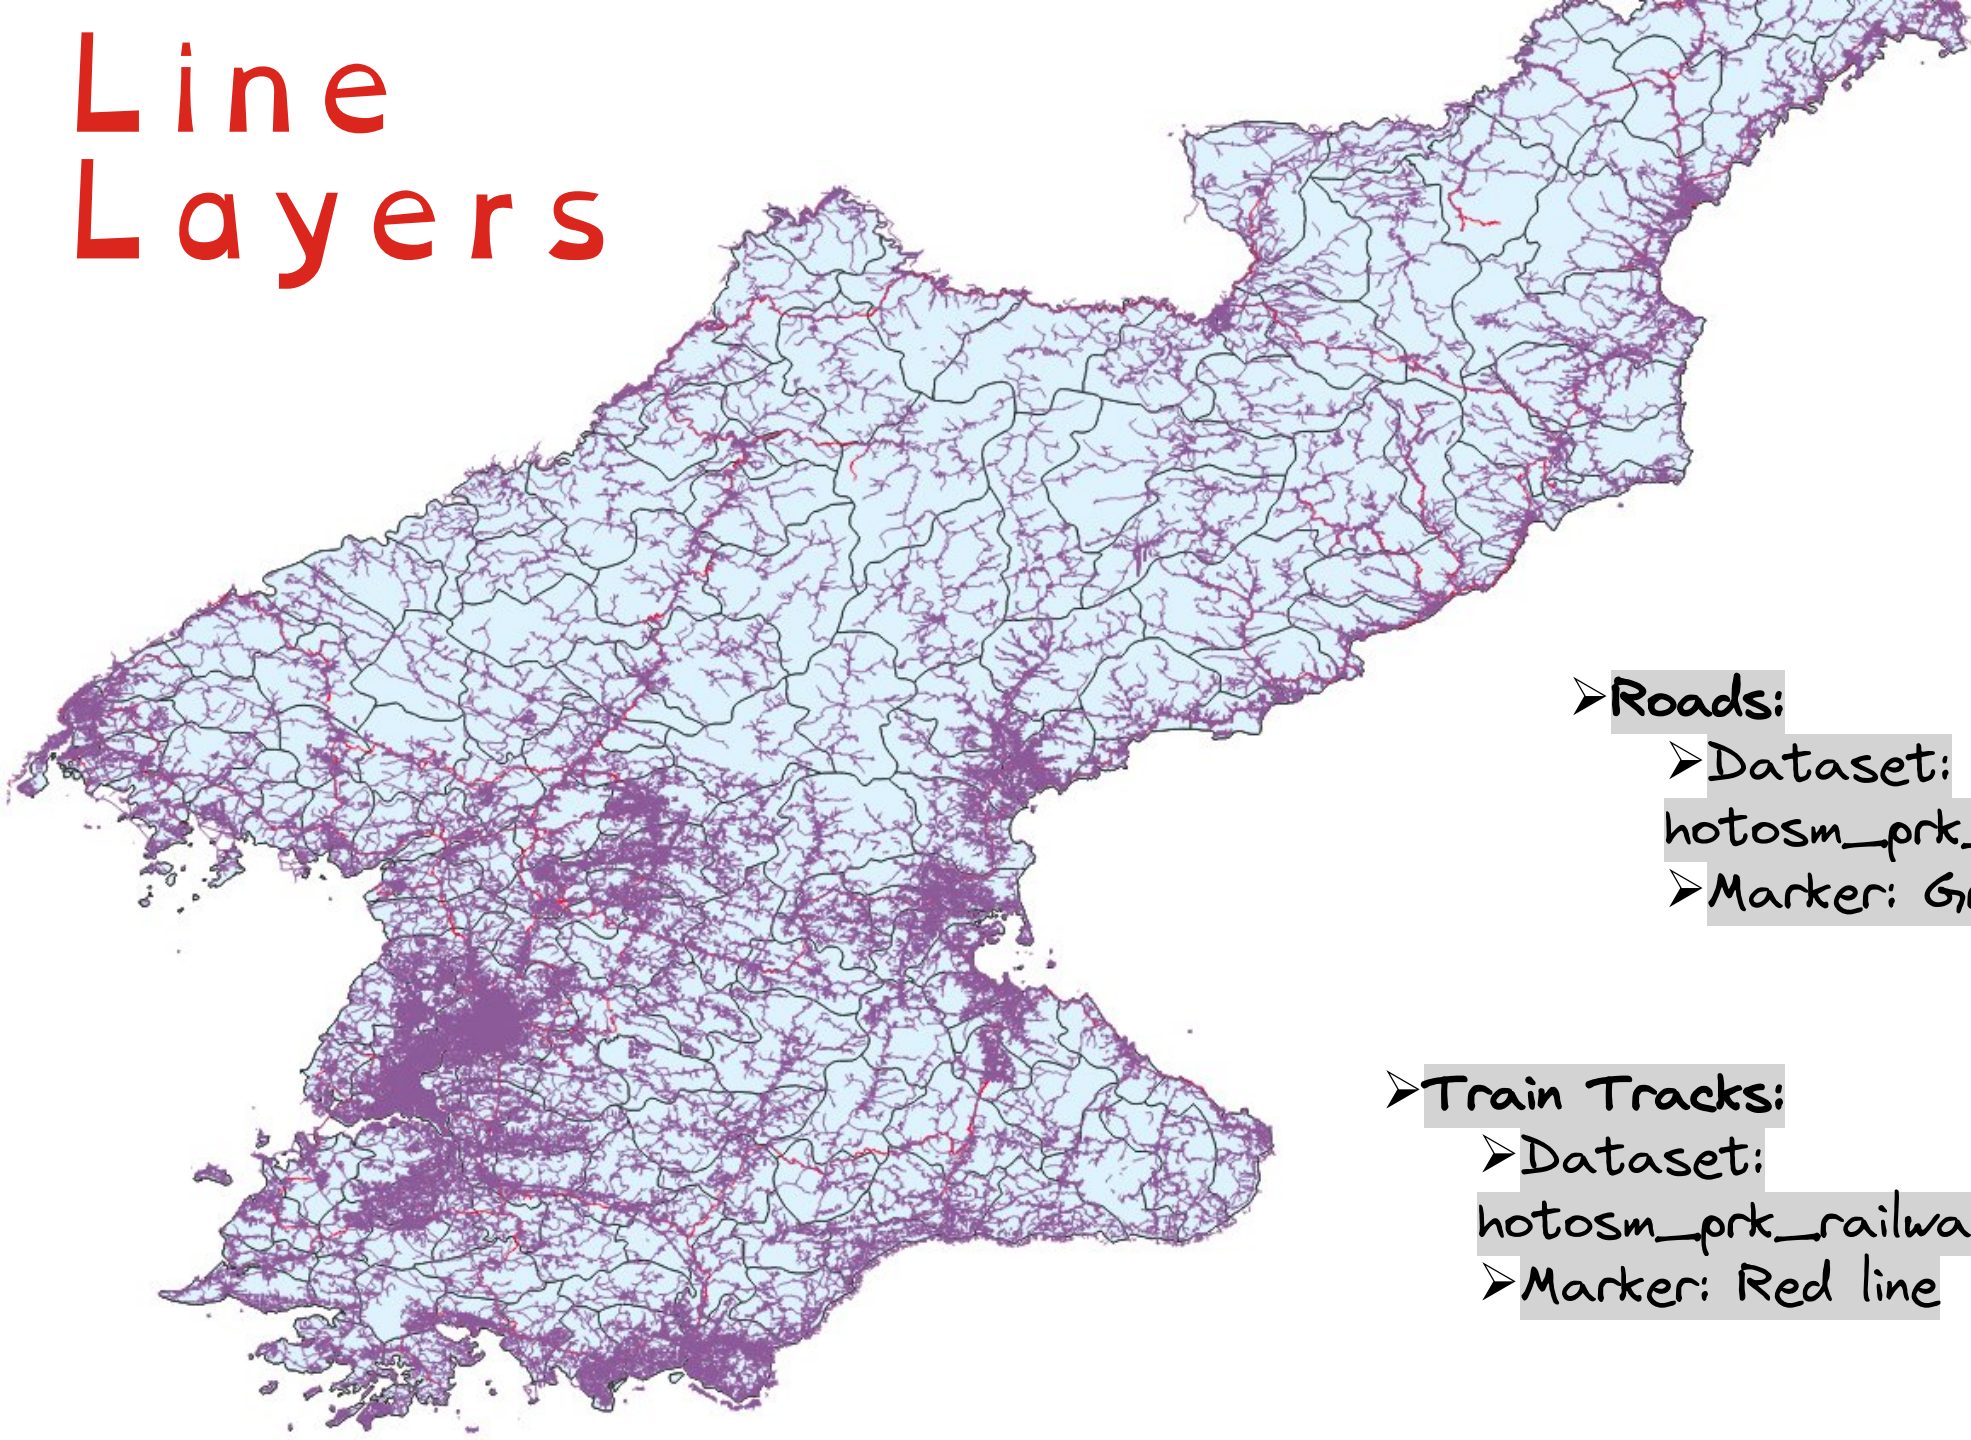 Line
Layers
➢Roads:
➢Dataset:
hotosm_prk_
➢Marker:
➢Train Tracks:
➢Dataset:
hotosm_prk_railwa
➢Marker: Red line